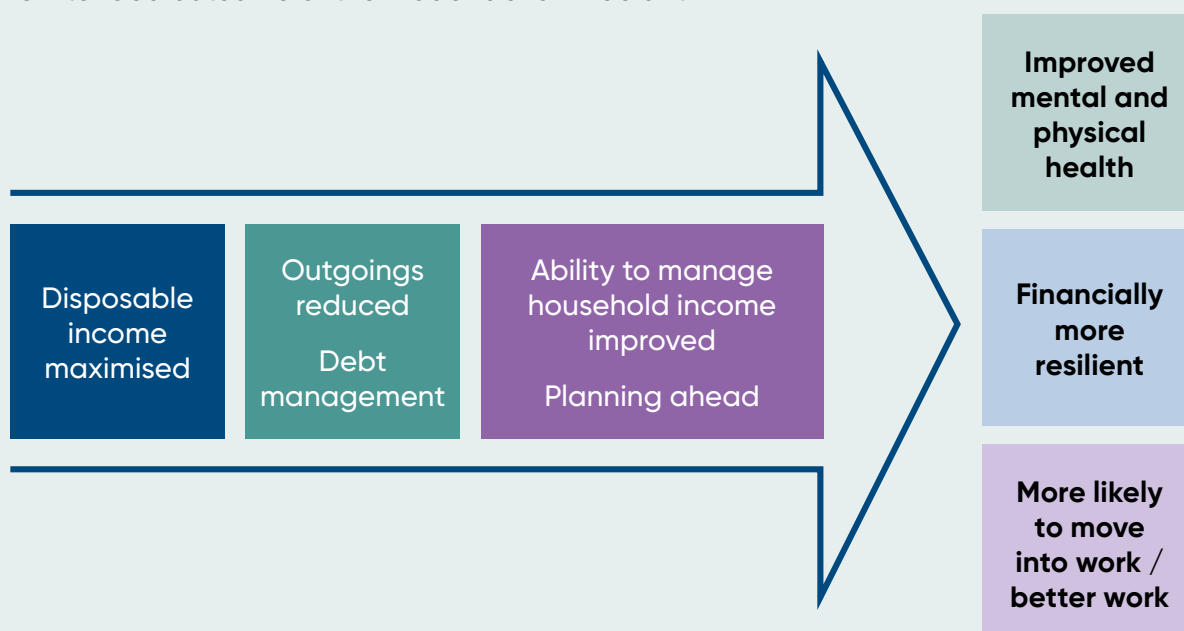 Disposable
income
maximised
Outgoings
reduced
Debt
management
Ability to manage
household income
improved
Planning ahead
Improved
mental and
physical
health
Financially
more
resilient
More likely
to move
into work /
better work